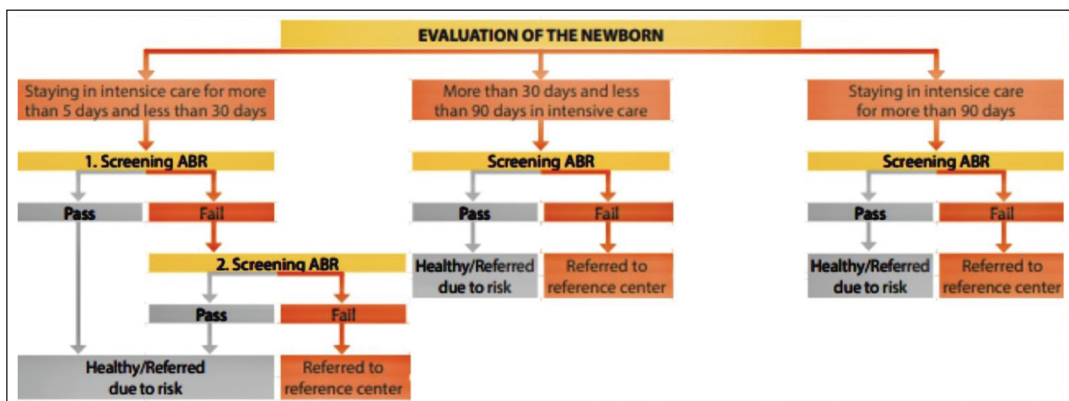 EVALUATION OF THE NEWBORN
Staying in intensice care for more
than 5 days and less than 30 days
More than 30 days and less
than 90 days in intensive care
Staying in intensice care
for more than 90 days
1. Screening ABR
Screening ABR
Screening ABR
Pass
Fail
Pass
Fail
Pass
Fail
2. Screening ABR
Healthy/Referred
due to risk
Referred to
reference center
Healthy/Referred
due to risk
Referred to
reference center
Pass
Fail
Healthy/Referred
due to risk
Referred to
reference center